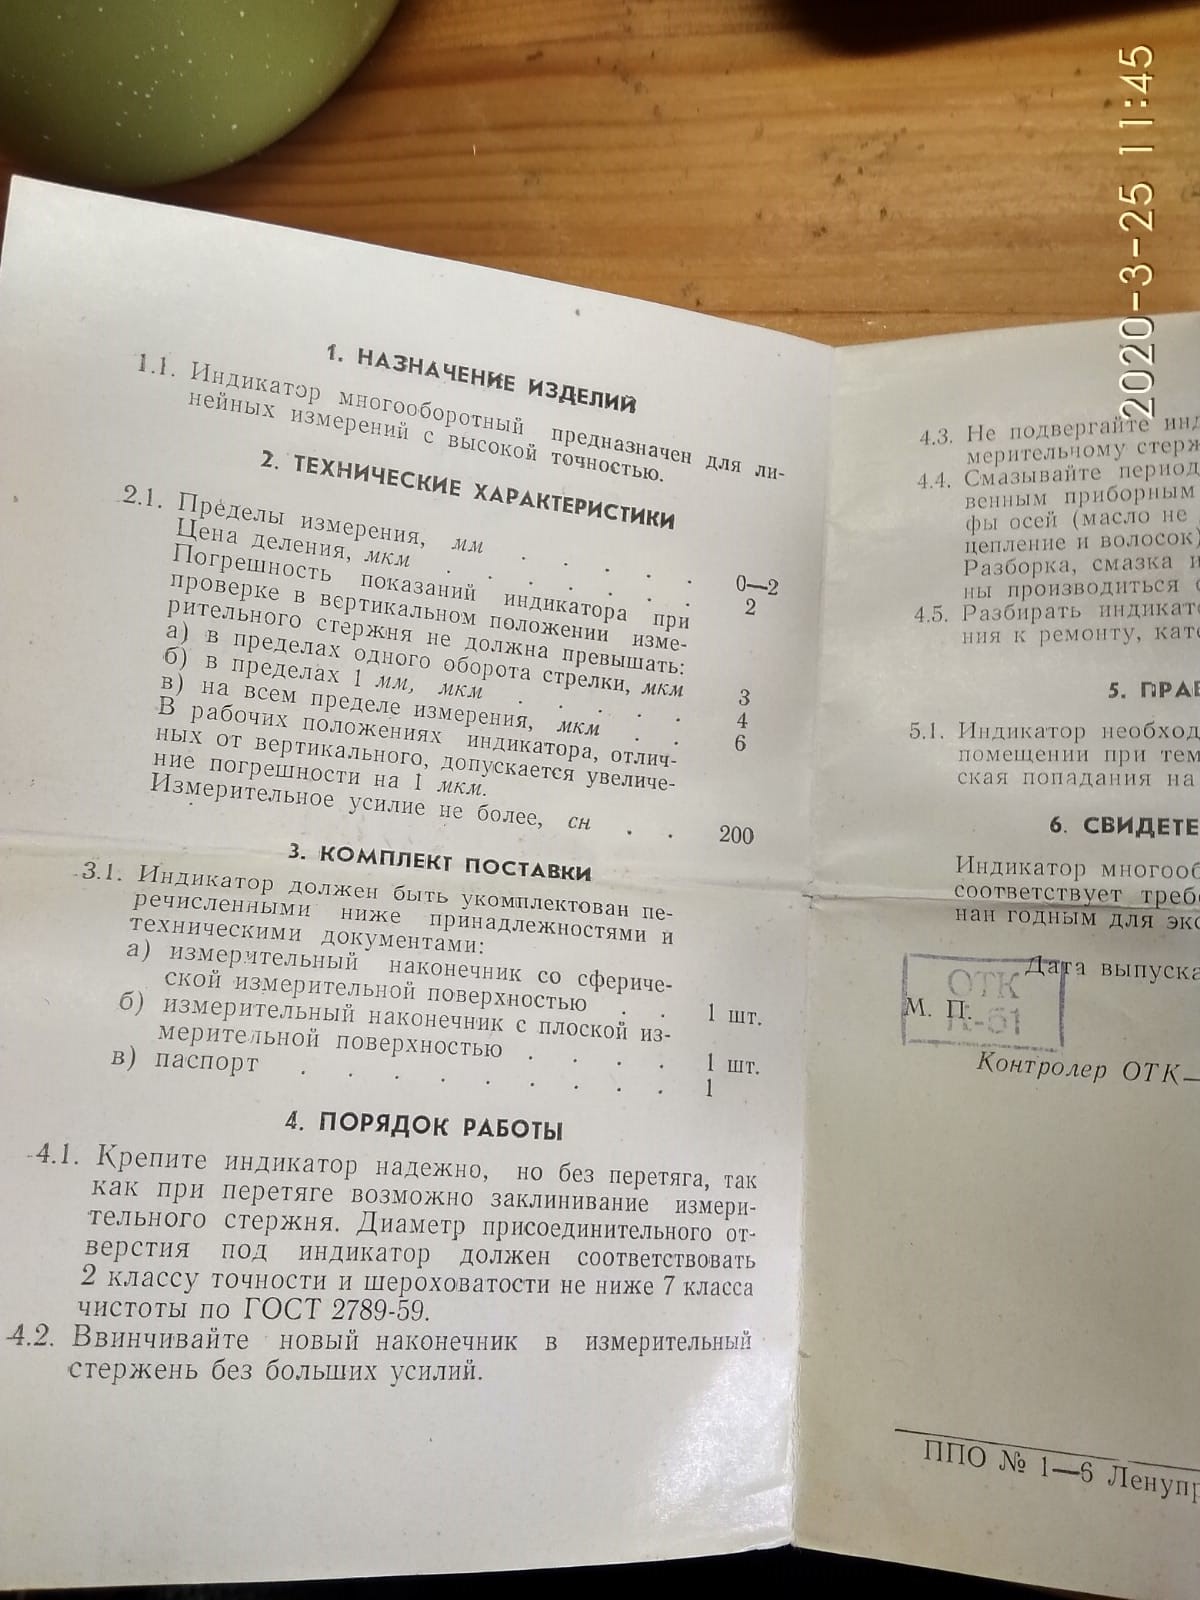 1. НАЗНАЧЕНИЕ ИЗДЕЛИЙ
1.1. Индикатор многооборотный предназначен для ли-
нейных измерений с высокой точностью.
2. ТЕХНИЧЕСКИЕ ХАРАКТЕРИСТИКИ
2.1. Пределы измерения, мм . . . . . . 0—2
Цена деления, мкм . . . . . . 2
Погрешность показаний индикатора при
проверке в вертикальном положении изме-
рительного стержня не должна превышать:
а) в пределах одного оборота стрелки, мкм 3
б) в пределах 1 мм, мкм . . . . . 4
в) на всем пределе измерения, мкм . . 6
В рабочих положениях индикатора, отлич-
ных от вертикального, допускается увеличе-
ние погрешности на 1 мкм.
Измерительное усилие не более, сн . . 200
3. КОМПЛЕКТ ПОСТАВКИ
3.1. Индикатор должен быть укомплектован пе-
речисленными ниже принадлежностями и
техническими документами:
а) измерительный наконечник со сфериче-
ской измерительной поверхностью . . 1 шт.
б) измерительный наконечник с плоской из-
мерительной поверхностью . . . . 1 шт.
в) паспорт . . . . . . . . . 1
4. ПОРЯДОК РАБОТЫ
4.1. Крепите индикатор надежно, но без перетяга, так
как при перетяге возможно заклинивание измери-
тельного стержня. Диаметр присоединительного от-
верстия под индикатор должен соответствовать
2 классу точности и шероховатости не ниже 7 класса
чистоты по ГОСТ 2789-59.
4.2. Ввинчивайте новый наконечник в измерительный
стержень без больших усилий.
4.3. Не подвергайте инд
мерительному стерж
4.4. Смазывайте период
венным приборным
фы осей (масло не
цепление и волосок)
Разборка, смазка и
ны производиться с
4.5. Разбирать индикато
ния к ремонту, кате
5. ПРАВ
5.1. Индикатор необход
помещении при тем
ская попадания на
6. СВИДЕТЕ
Индикатор многооб
соответствует требо
нан годным для экс
Дата выпуска
ОТК
М. П.
К-51
Контролер ОТК—
ППО № 1—6 Ленупр
2020-3-25 11:45